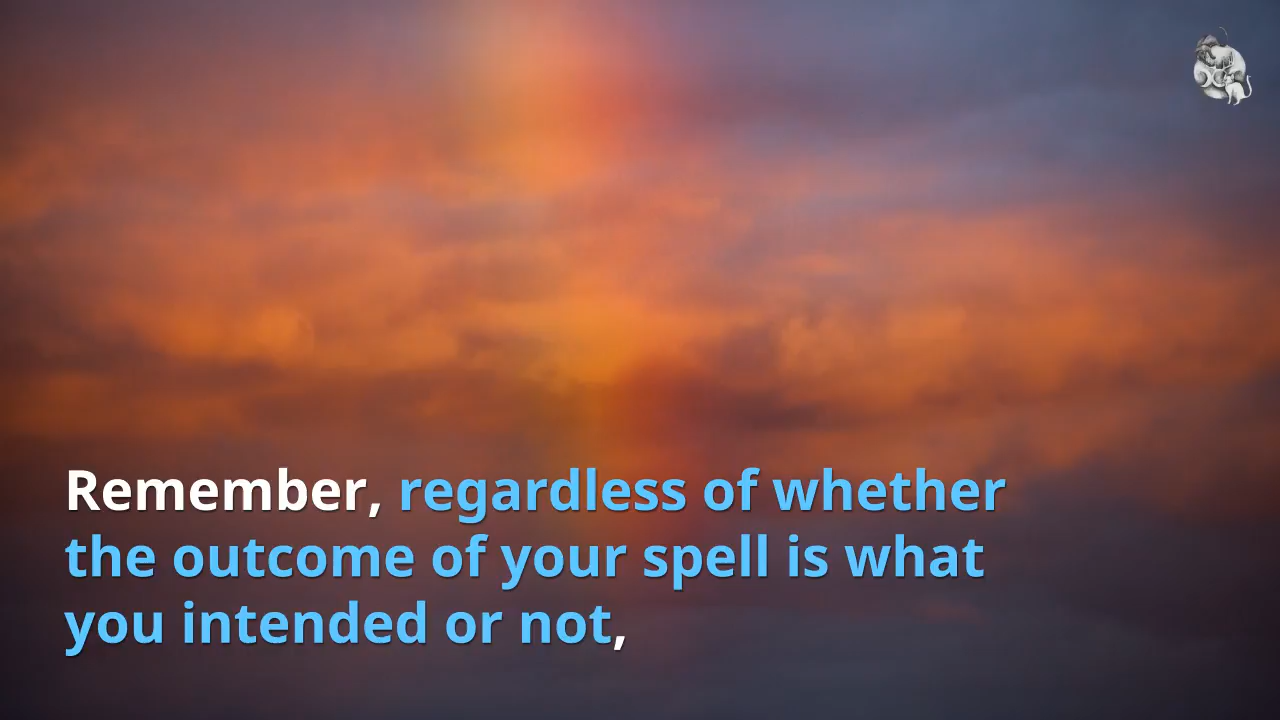 Remember, regardless of whether
the outcome of your spell is what
you intended or not,